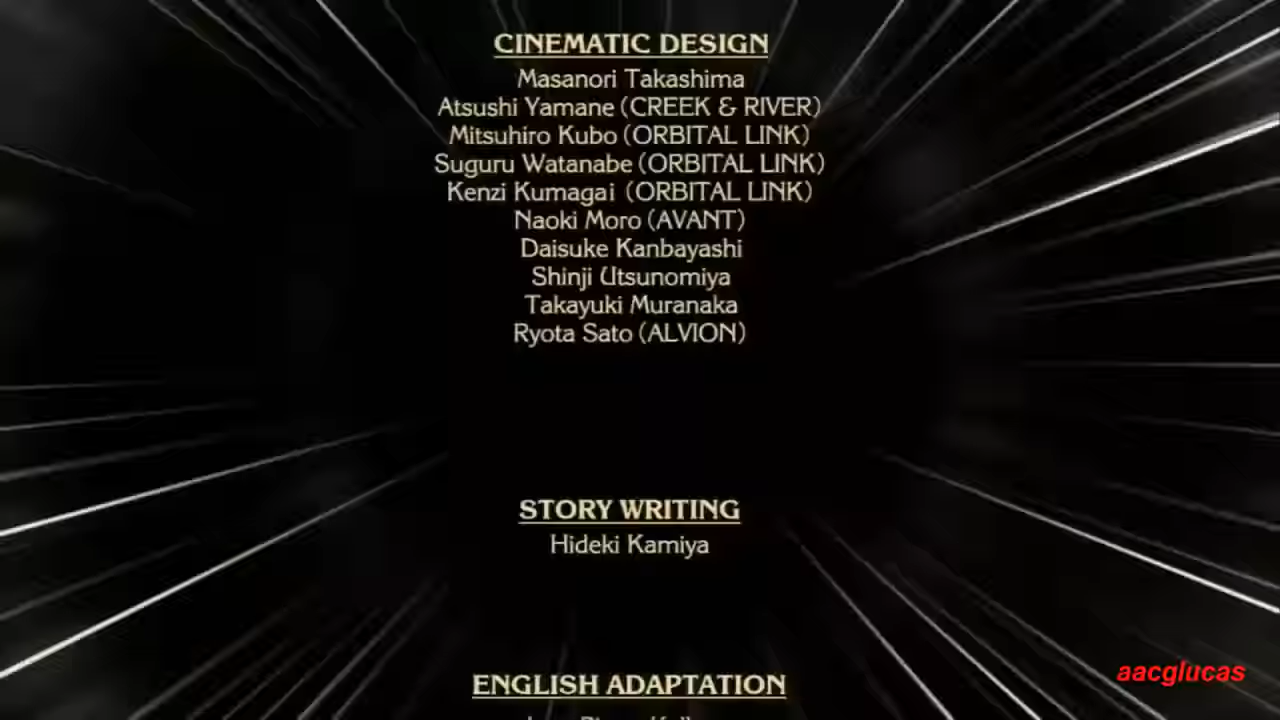 CINEMATIC DESIGN
Masanori Takashima
Atsushi Yamane (CREEK & RIVER)
Mitsuhiro Kubo (ORBITAL LINK)
Suguru Watanabe (ORBITAL LINK)
Kenzi Kumagai (ORBITAL LINK)
Naoki Moro (AVANT)
Daisuke Kanbayashi
Shinji Utsunomiya
Takayuki Muranaka
Ryota Sato (ALVION)
STORY WRITING
Hideki Kamiya
ENGLISH ADAPTATION
aacglucas